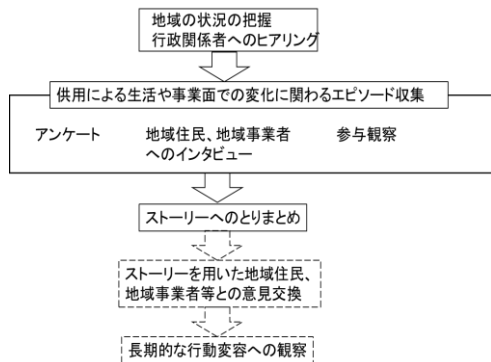 地域の状況の把握
行政関係者へのヒアリング
供用による生活や事業面での変化に関わるエピソード収集
アンケート 地域住民、地域事業者 参与観察
へのインタビュー
ストーリーへのとりまとめ
ストーリーを用いた地域住民、
地域事業者等との意見交換
長期的な行動変容への観察